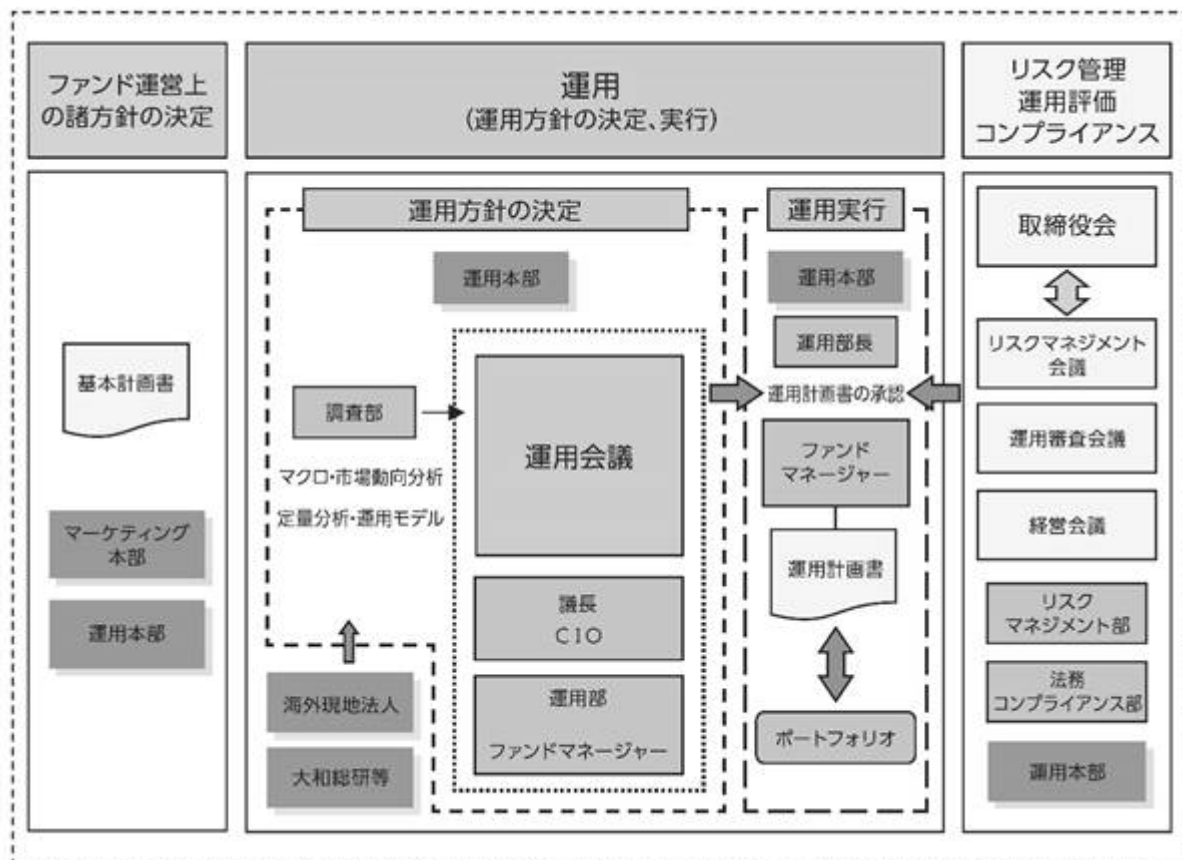 ファンド運営上
の諸方針の決定
運用
(運用方針の決定、実行)
リスク管理
運用評価
コンプライアンス
基本計画書
マーケティング
本部
運用本部
運用方針の決定
運用本部
調査部
マクロ・市場動向分析
定量分析・運用モデル
運用会議
議長
CIO
運用部
ファンドマネージャー
海外現地法人
大和総研等
運用実行
運用本部
運用部長
運用計画書の承認
ファンド
マネージャー
運用計画書
ポートフォリオ
取締役会
リスクマネジメント
会議
運用審査会議
経営会議
リスク
マネジメント部
法務
コンプライアンス部
運用本部